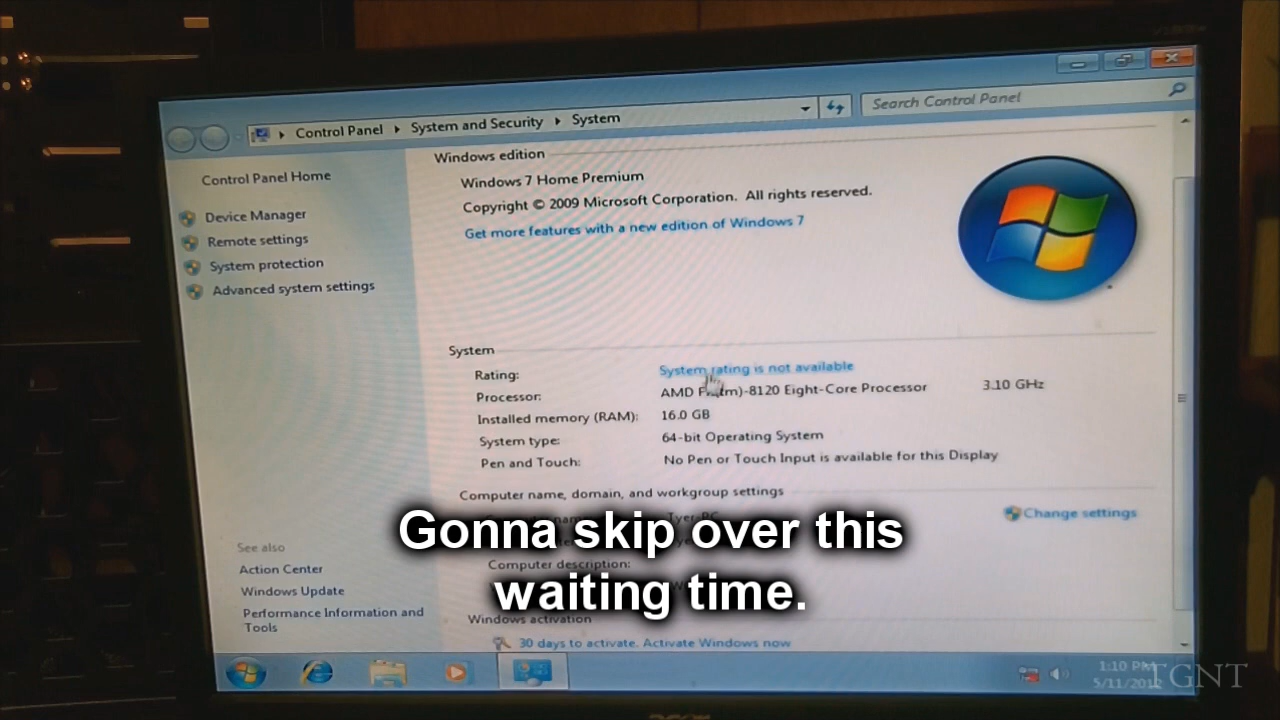 Control Panel
System and Security
System
Search Control Panel
Control Panel Home
Device Manager
Remote settings
System protection
Advanced system settings
Windows edition
Windows 7 Home Premium
Copyright © 2009 Microsoft Corporation. All rights reserved.
Get more features with a new edition of Windows 7
System
Rating: System rating is not available
Processor: AMD -8120 Eight-Core Processor 3.10 GHz
Installed memory (RAM): 16.0 GB
System type: 64-bit Operating System
Pen and Touch: No Pen or Touch Input is available for this Display
Computer name, domain, and workgroup settings
Change settings
Gonna skip over this
waiting time.
Computer description:
Windows activation
30 days to activate. Activate Windows now
See also
Action Center
Windows Update
Performance Information and
Tools
1:10 PM
5/11/2012
TGNT